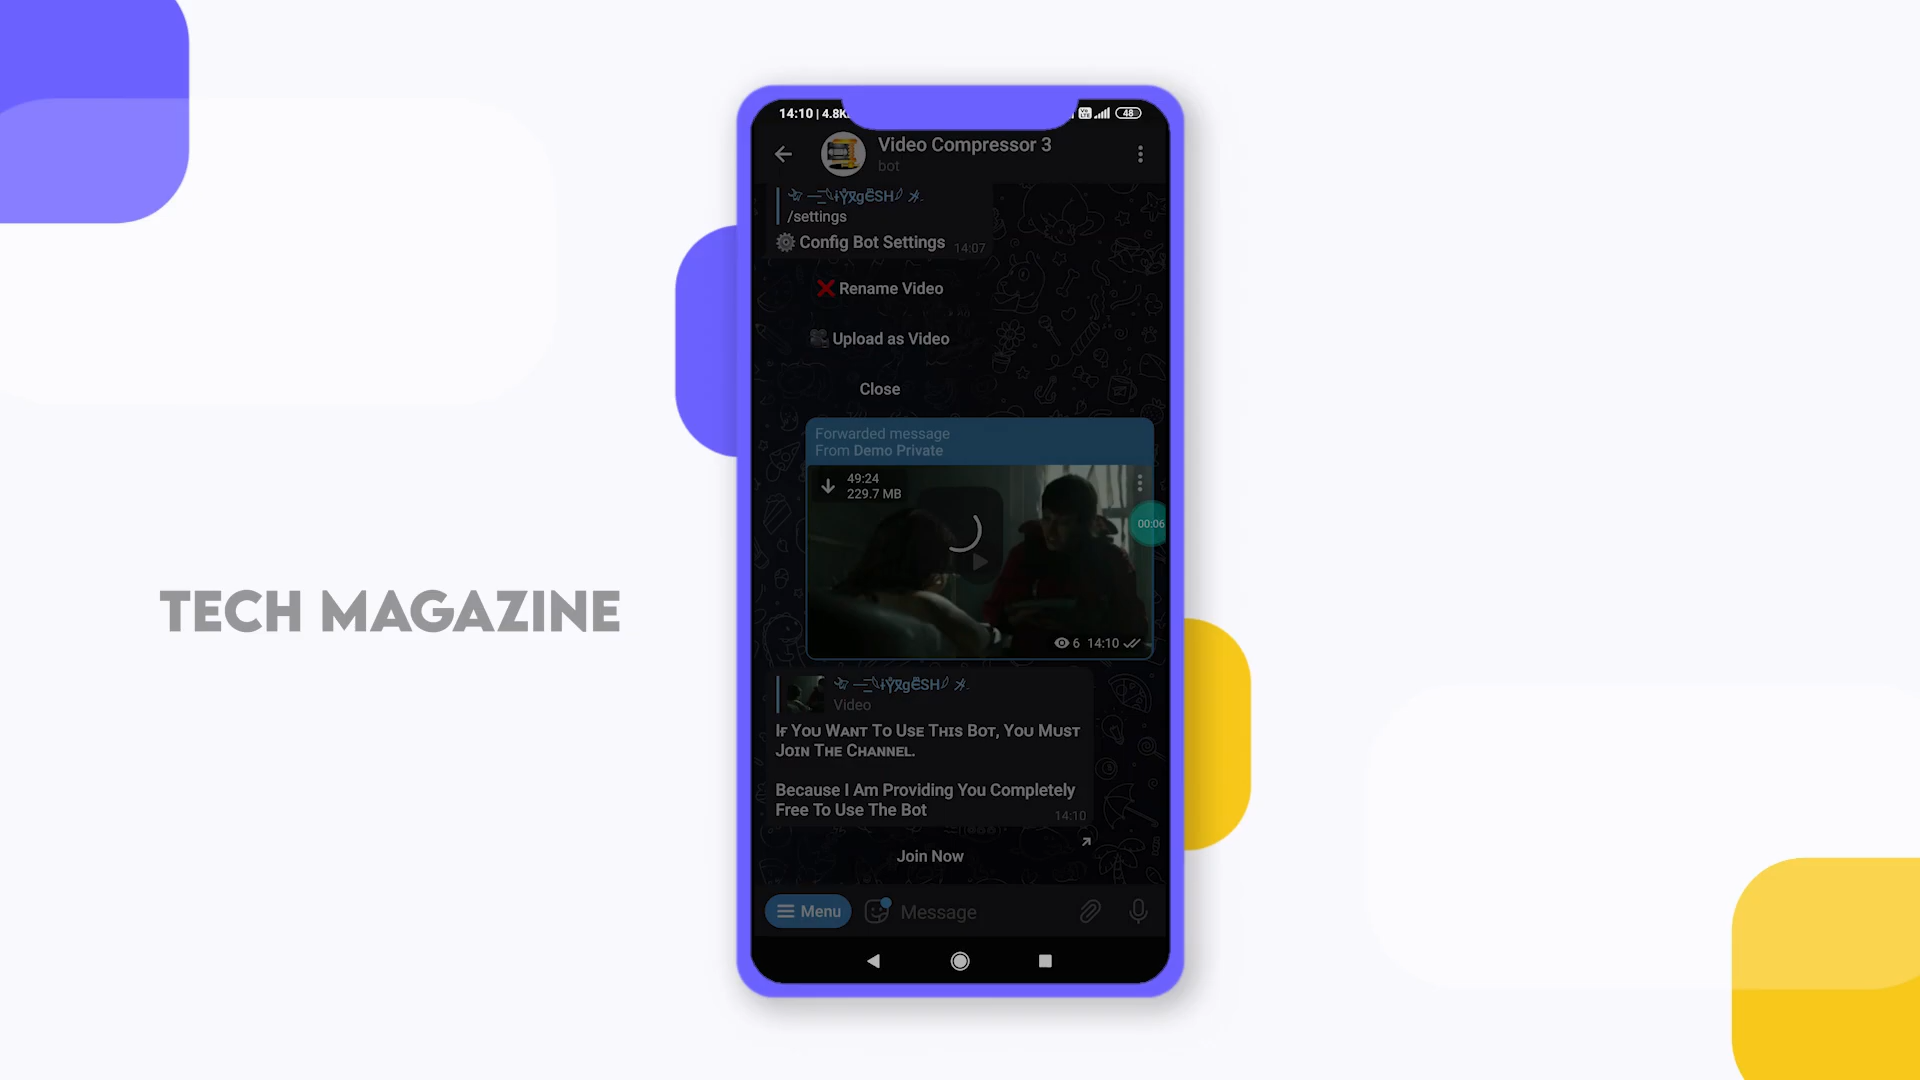 14:10 | 4.8K
48
Video Compressor 3
bot
/settings
Config Bot Settings 14:07
Rename Video
Upload as Video
Close
Forwarded message
From Demo Private
49:24
229.7 MB
00:06
6 14:10
Video
If You Want To Use This Bot, You Must
Join The Channel.
Because I Am Providing You Completely
Free To Use The Bot
14:10
Join Now
Menu
Message
TECH MAGAZINE